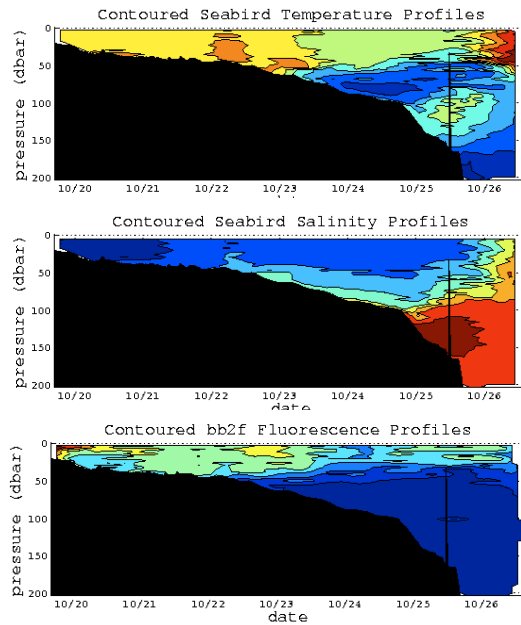 Contoured Seabird Temperature Profiles
pressure (dbar)
0
50
100
150
200
10/20 10/21 10/22 10/23 10/24 10/25 10/26
Contoured Seabird Salinity Profiles
pressure (dbar)
0
50
100
150
200
10/20 10/21 10/22 10/23 10/24 10/25 10/26
date
Contoured bb2f Fluorescence Profiles
pressure (dbar)
0
50
100
150
200
10/20 10/21 10/22 10/23 10/24 10/25 10/26
date